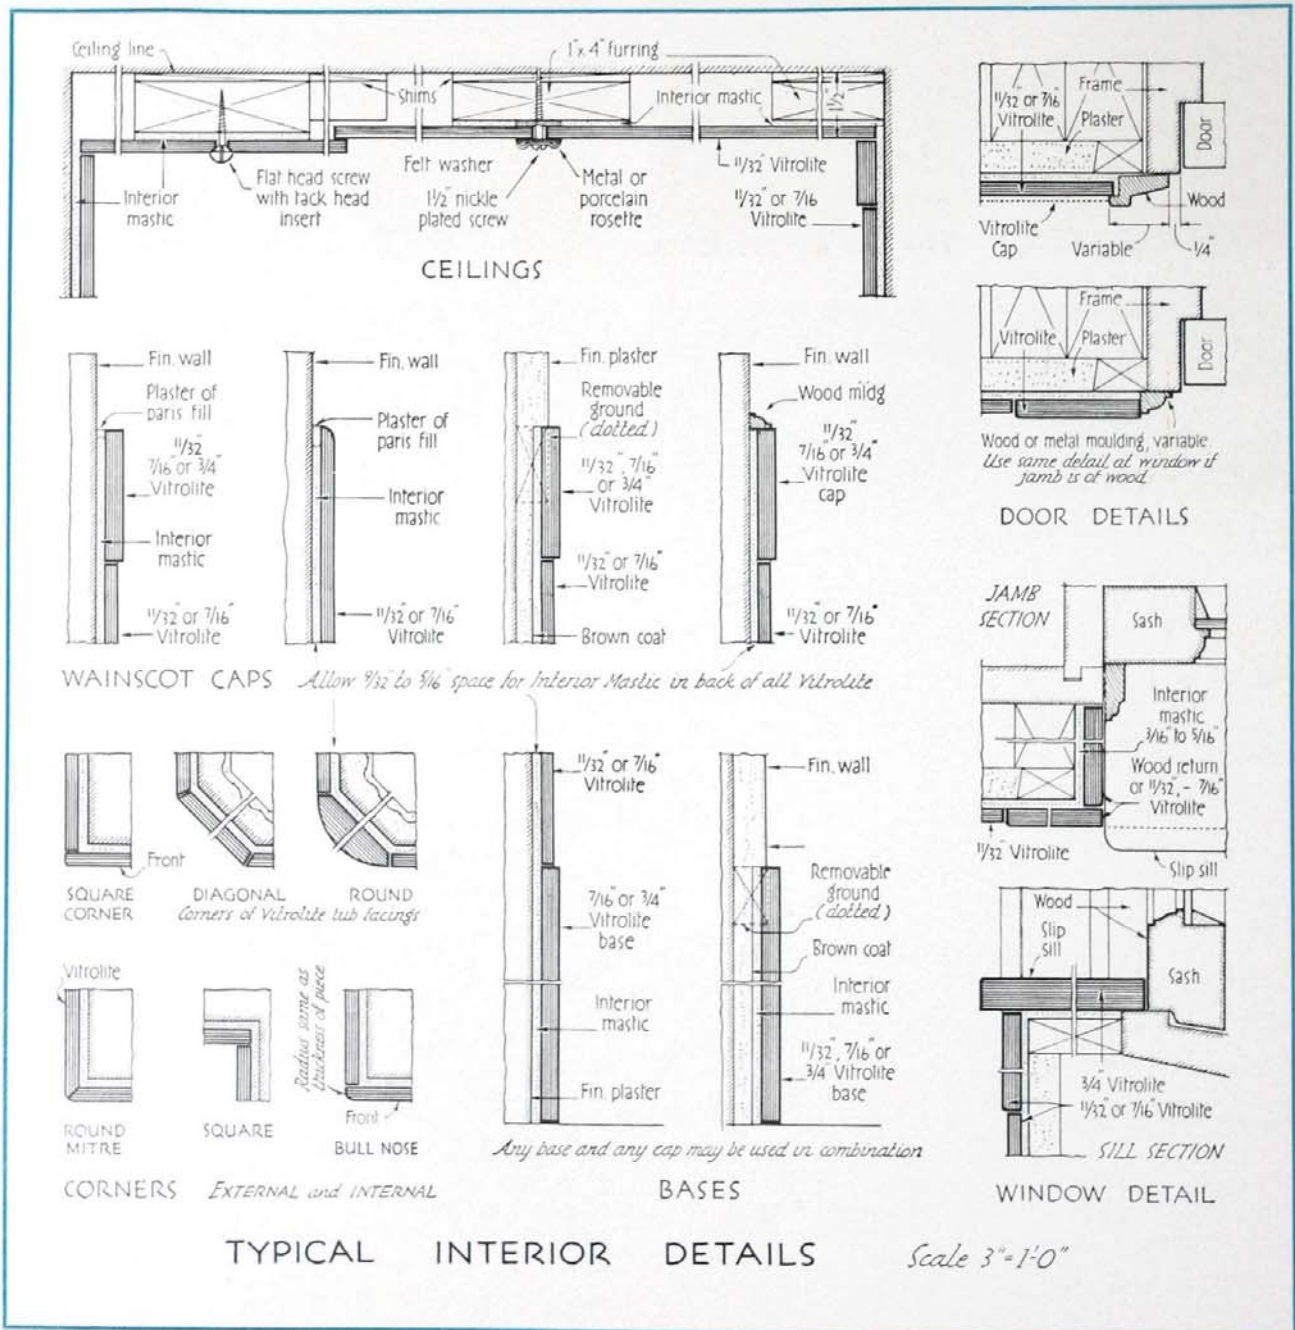 Ceiling line
1" x 4" furring
Shims
Interior mastic
1 1/2"
Interior
mastic
Flat head screw
with tack head
insert
Felt washer
1 1/2" nickle
plated screw
Metal or
porcelain
rosette
11/32" Vitrolite
11/32" or 7/16
Vitrolite
CEILINGS
11/32" or 7/16"
Vitrolite
Frame
Plaster
Door
Wood
Vitrolite
Cap
Variable
1/4"
Frame
Vitrolite
Plaster
Door
Wood or metal moulding, variable
Use same detail at window if
jamb is of wood
DOOR DETAILS
Fin. wall
Plaster of
paris fill
11/32"
7/16 or 3/4"
Vitrolite
Interior
mastic
11/32" or 7/16"
Vitrolite
Fin. wall
Plaster of
paris fill
Interior
mastic
11/32" or 7/16"
Vitrolite
Fin. plaster
Removable
ground
(dotted)
11/32", 7/16"
or 3/4"
Vitrolite
11/32" or 7/16"
Vitrolite
Brown coat
Fin. wall
Wood mldg
11/32"
7/16 or 3/4"
Vitrolite
cap
11/32" or 7/16"
Vitrolite
WAINSCOT CAPS
Allow to 5/16" space for Interior Mastic in back of all Vitrolite
JAMB
SECTION
Sash
Interior
mastic
3/16" to 5/16"
Wood return
or 11/32", - 7/16"
Vitrolite
11/32" Vitrolite
Slip sill
Front
SQUARE
CORNER
DIAGONAL
ROUND
Corners of Vitrolite tub facings
Vitrolite
ROUND
MITRE
SQUARE
Radius same as
thickness of piece
Front
BULL NOSE
CORNERS
EXTERNAL and INTERNAL
11/32" or 7/16"
Vitrolite
7/16" or 3/4"
Vitrolite
base
Interior
mastic
Fin. plaster
Fin. wall
Removable
ground
(dotted)
Brown coat
Interior
mastic
11/32", 7/16" or
3/4" Vitrolite
base
Any base and any cap may be used in combination
BASES
Wood
Slip
sill
Sash
3/4" Vitrolite
11/32" or 7/16" Vitrolite
SILL SECTION
WINDOW DETAIL
TYPICAL INTERIOR DETAILS
Scale 3" = 1'-0"